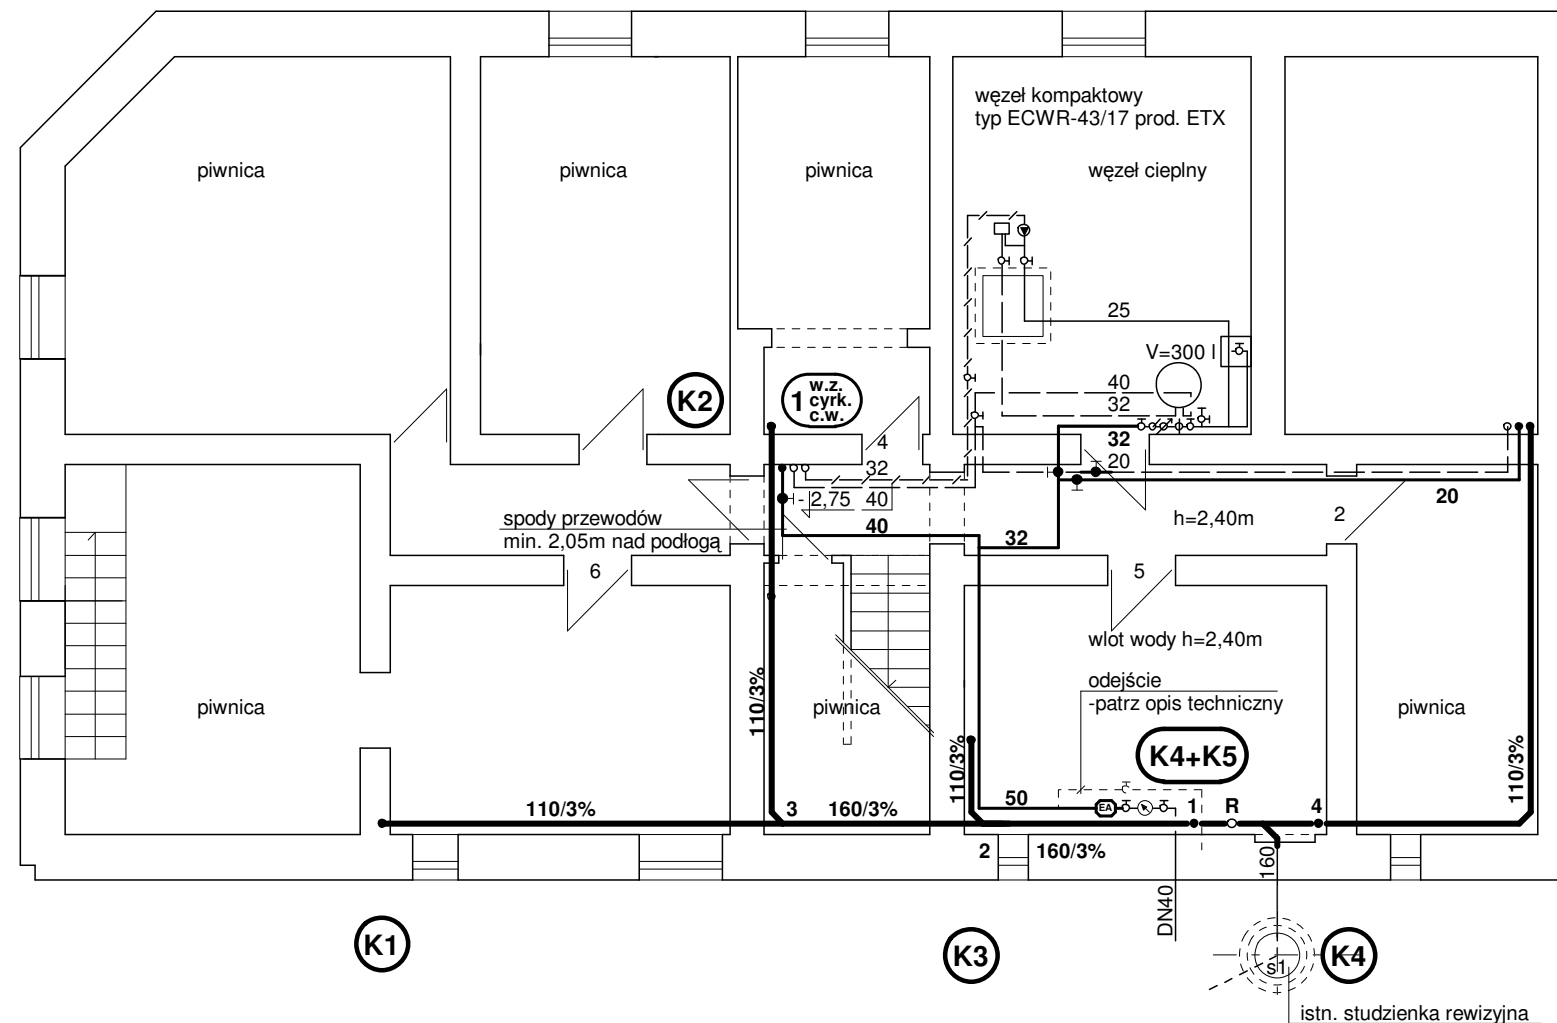 węzeł kompaktowy
typ ECWR-43/17 prod. ETX
piwnica
piwnica
piwnica
węzeł cieplny
25
V=300 l
40
32
K2
1 w.z.
cyrk.
c.w.
4
32
32
20
- 2,75
40
20
spody przewodów
min. 2,05m nad podłogą
40
32
h=2,40m
2
6
5
wlot wody h=2,40m
odejście
-patrz opis techniczny
piwnica
110/3%
piwnica
piwnica
K4+K5
110/3%
110/3%
110/3%
3
160/3%
50
EA
1
R
4
2
160/3%
160
DN40
K1
K3
s1
K4
istn. studzienka rewizyjna